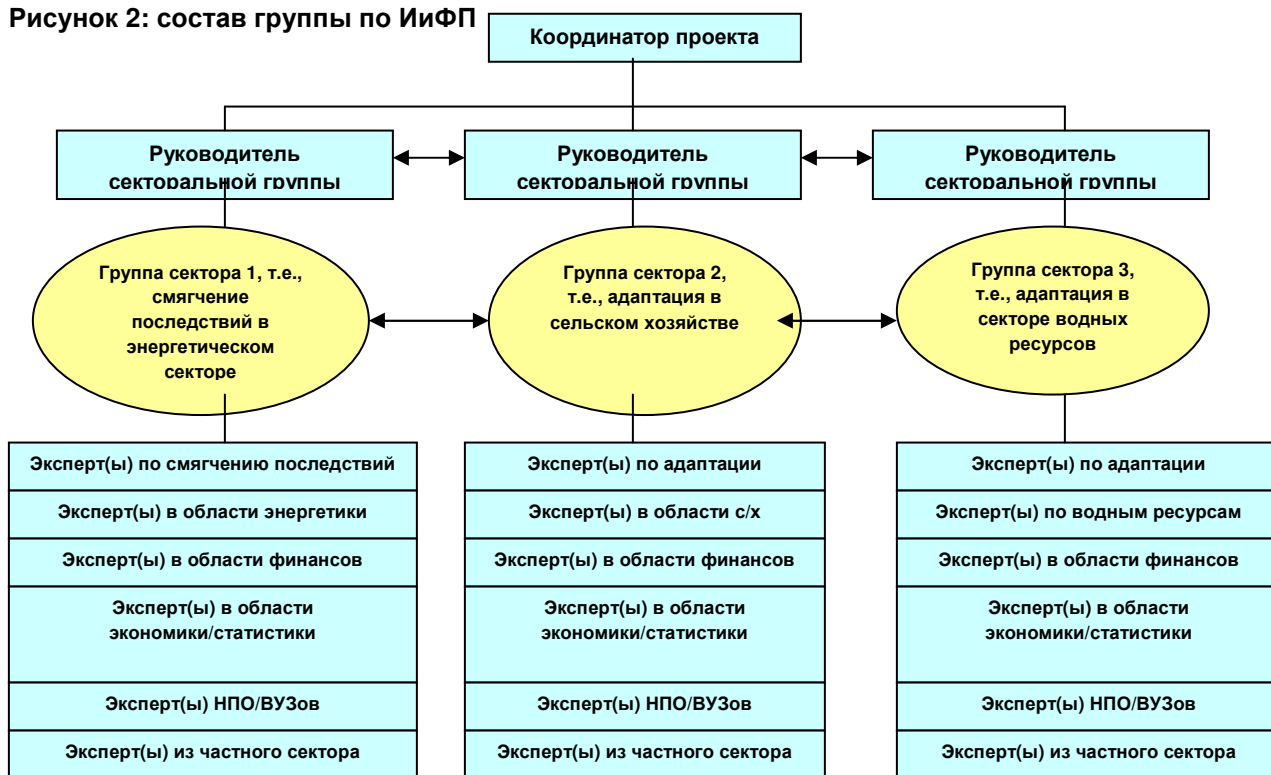 Рисунок 2: состав группы по ИиФП
Координатор проекта
Руководитель
секторальной группы
Руководитель
секторальной группы
Руководитель
секторальной группы
Группа сектора 1, т.е.,
смягчение
последствий в
энергетическом
секторе
Группа сектора 2,
т.е., адаптация в
сельском хозяйстве
Группа сектора 3,
т.е., адаптация в
секторе водных
ресурсов
Эксперт(ы) по смягчению последствий
Эксперт(ы) в области энергетики
Эксперт(ы) в области финансов
Эксперт(ы) в области
экономики/статистики
Эксперт(ы) НПО/ВУЗов
Эксперт(ы) из частного сектора
Эксперт(ы) по адаптации
Эксперт(ы) в области с/х
Эксперт(ы) в области финансов
Эксперт(ы) в области
экономики/статистики
Эксперт(ы) НПО/ВУЗов
Эксперт(ы) из частного сектора
Эксперт(ы) по адаптации
Эксперт(ы) по водным ресурсам
Эксперт(ы) в области финансов
Эксперт(ы) в области
экономики/статистики
Эксперт(ы) НПО/ВУЗов
Эксперт(ы) из частного сектора